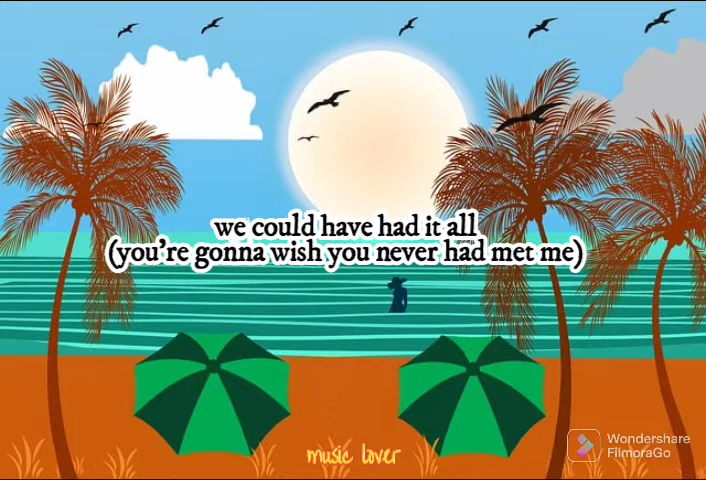 we could have had it all
(you're gonna wish you never had met me)
music lover
Wondershare
FilmoraGo